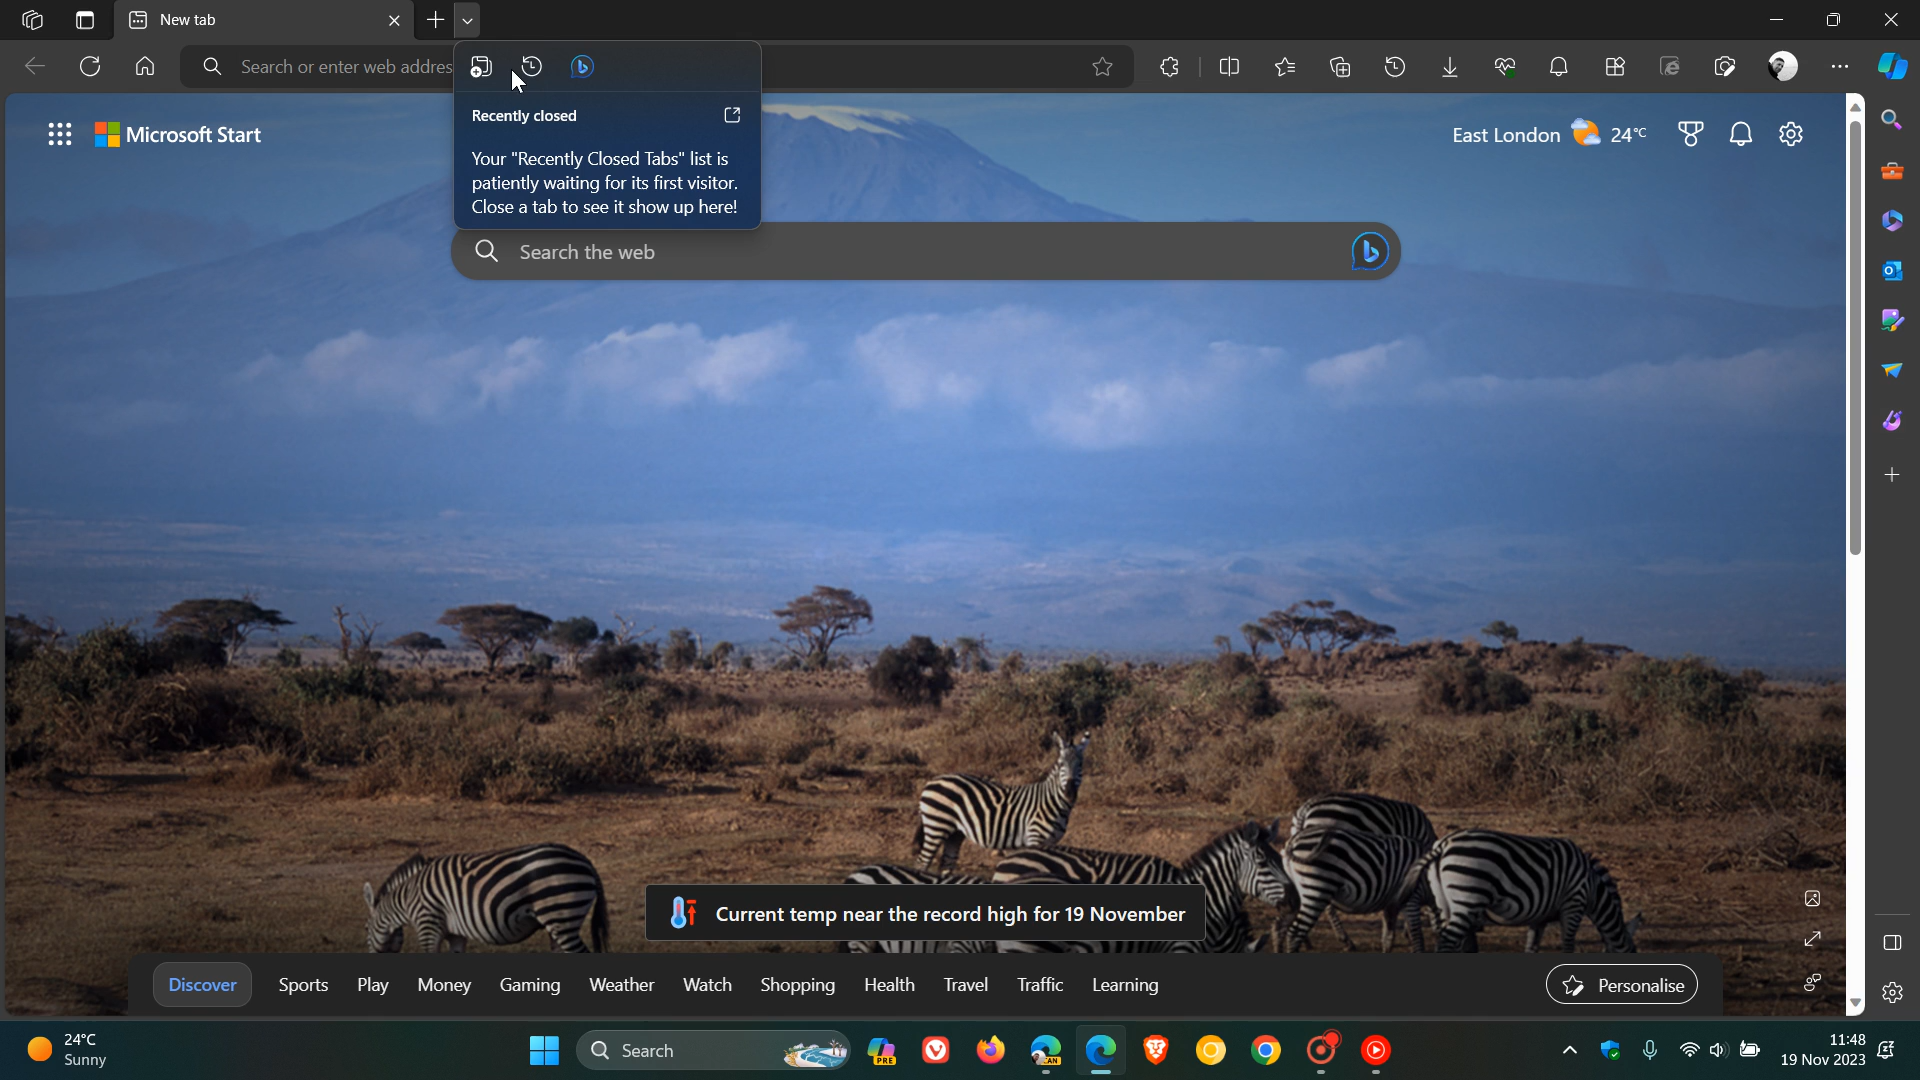 New tab
Search or enter web addres
Recently closed
Your "Recently Closed Tabs" list is
patiently waiting for its first visitor.
Close a tab to see it show up here!
Microsoft Start
East London
24°C
Search the web
Current temp near the record high for 19 November
Discover
Sports
Play
Money
Gaming
Weather
Watch
Shopping
Health
Travel
Traffic
Learning
Personalise
24°C
Sunny
Search
PRE
CAN
11:48
19 Nov 2023